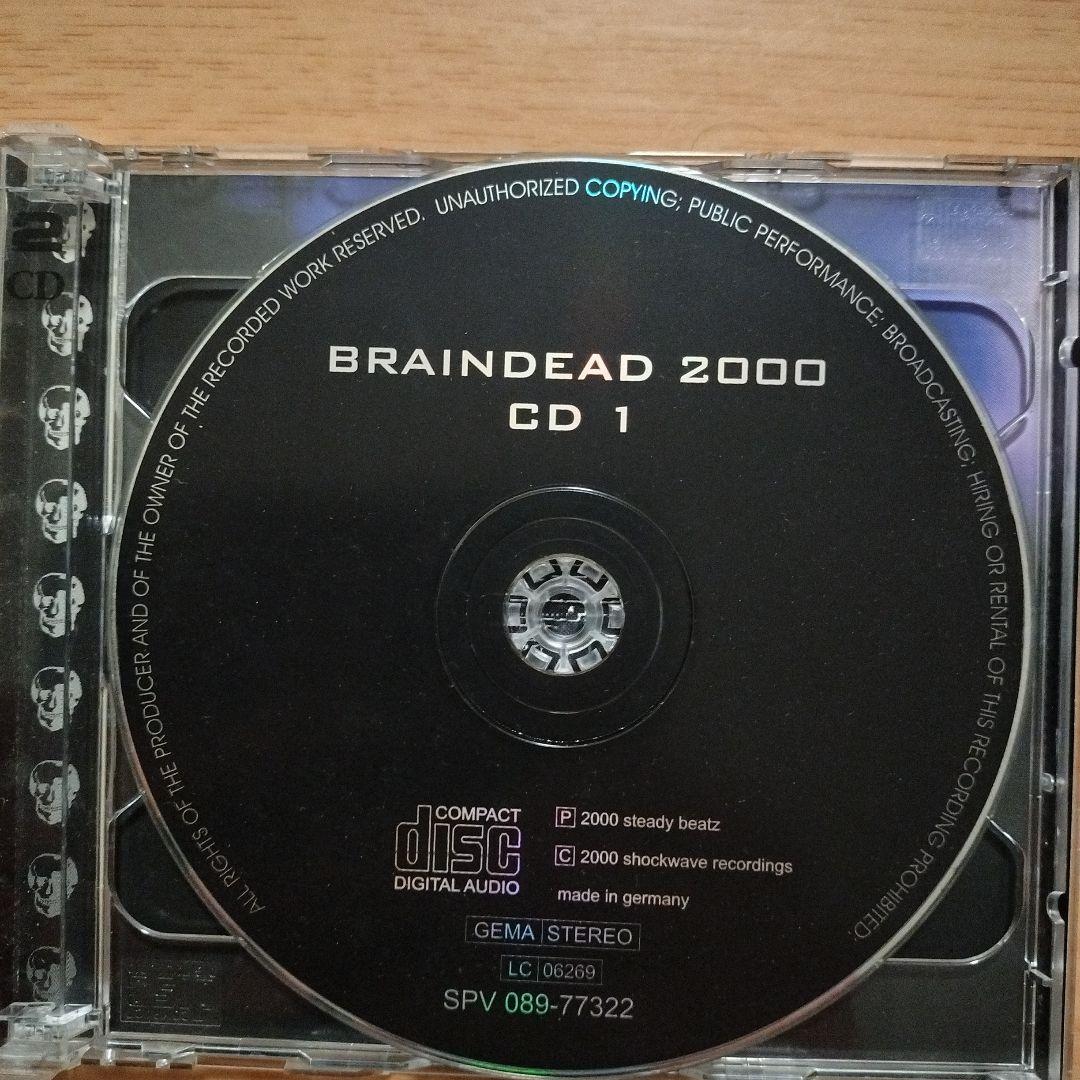 2
CD
ALL RIGHTS OF THE PRODUCER AND OF THE OWNER OF THE RECORDED WORK RESERVED. UNAUTHORIZED COPYING; PUBLIC PERFORMANCE; BROADCASTING; HIRING OR RENTAL OF THIS RECORDING PROHIBITED.
BRAINDEAD 2000
CD 1
COMPACT
disc
DIGITAL AUDIO
P 2000 steady beatz
C 2000 shockwave recordings
made in germany
GEMA STEREO
LC 06269
SPV 089-77322